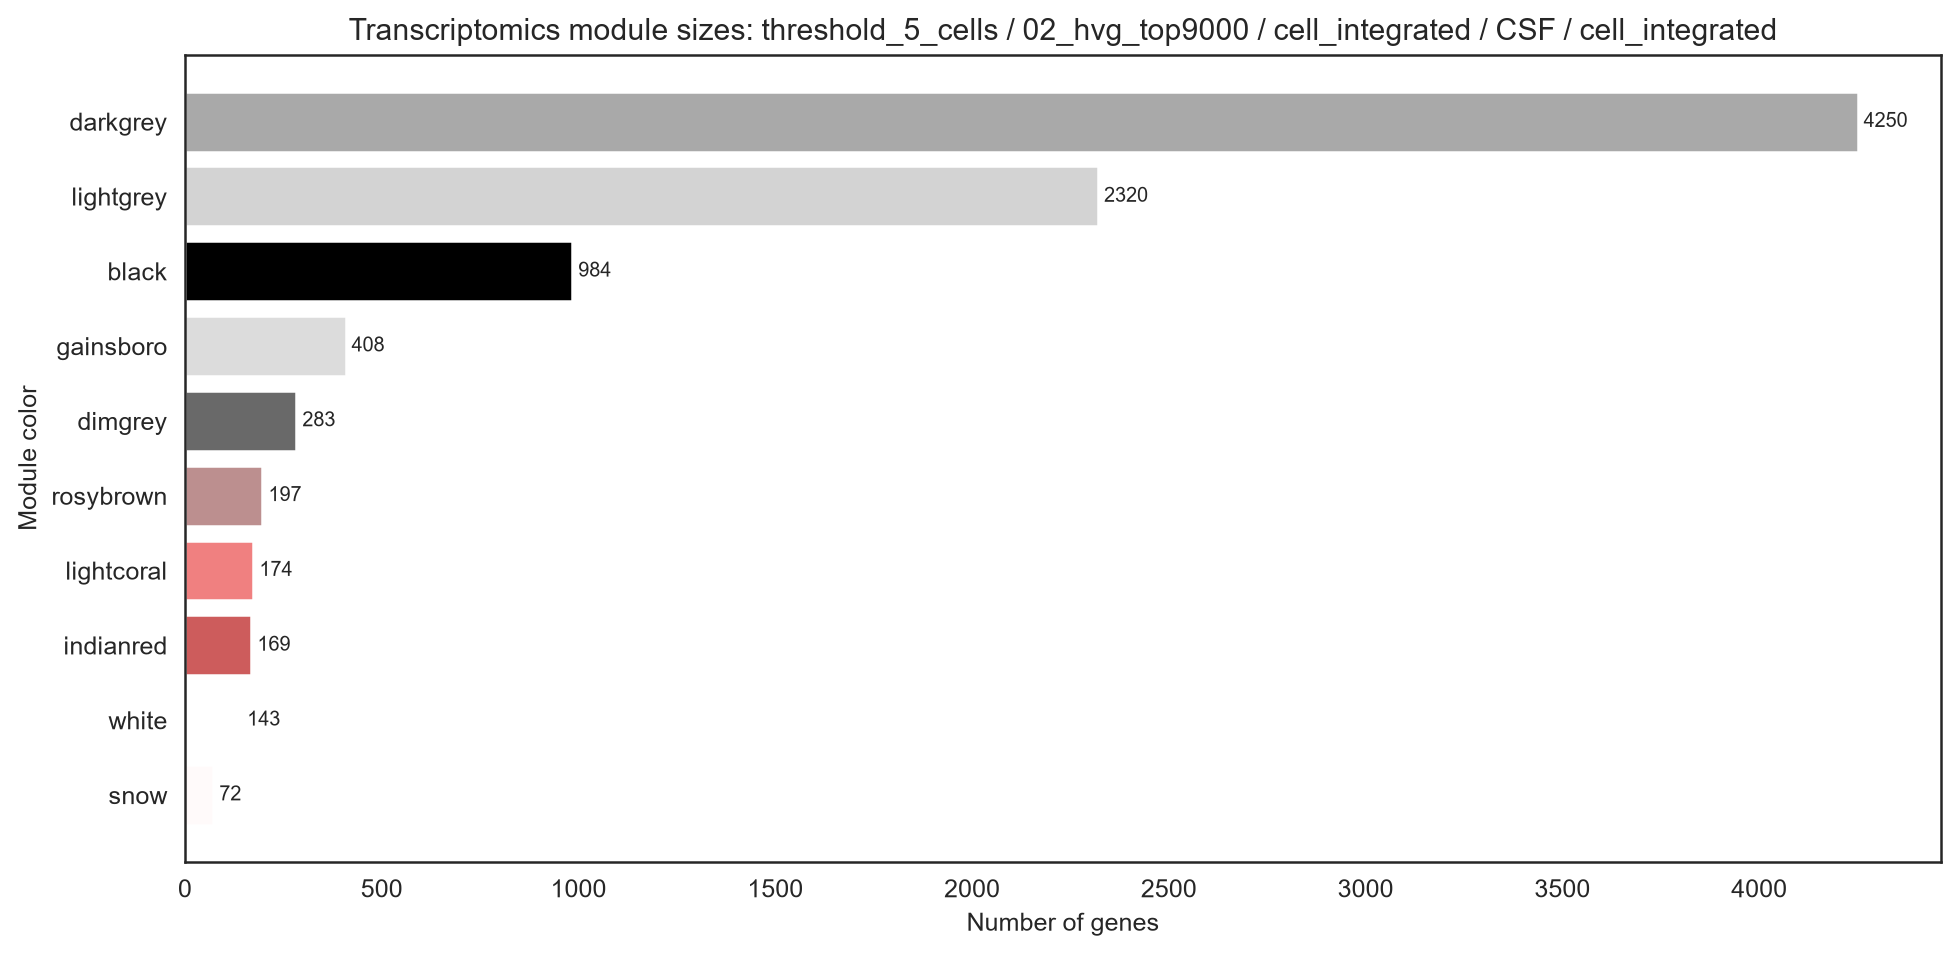 Transcriptomics module sizes: threshold_5_cells / 02_hvg_top9000 / cell_integrated / CSF / cell_integrated
darkgrey 4250
lightgrey 2320
black 984
gainsboro 408
dimgrey 283
rosybrown 197
lightcoral 174
indianred 169
white 143
snow 72
Module color
0 500 1000 1500 2000 2500 3000 3500 4000
Number of genes